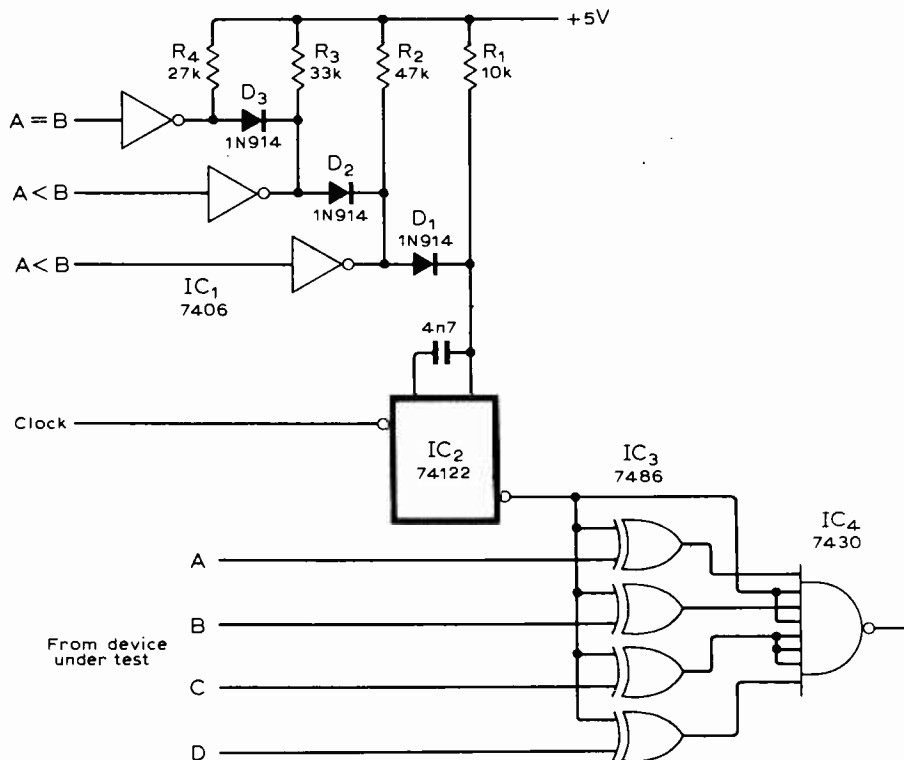 +5V
R4
27k
R3
33k
R2
47k
R1
10k
A = B
D3
1N914
A < B
D2
1N914
A < B
D1
1N914
IC1
7406
4n7
Clock
IC2
74122
IC3
7486
IC4
7430
A
B
From device
under test
C
D